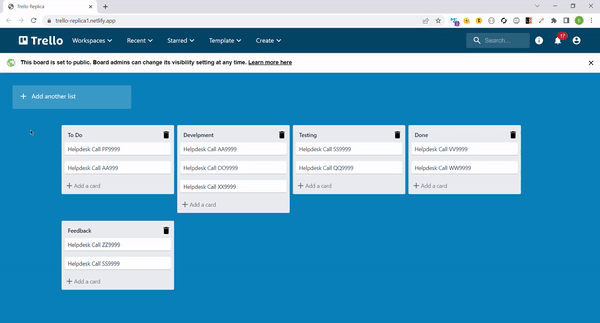 Trello Replica
trello-replica1.netlify.app
Trello Workspaces Recent Starred Template Create Search... 17
This board is set to public. Board admins can change its visibility setting at any time. Learn more here
+ Add another list
To Do
Helpdesk Call PP9999
Helpdesk Call AA999
+ Add a card
Develpment
Helpdesk Call AA9999
Helpdesk Call OO9999
Helpdesk Call XX9999
+ Add a card
Testing
Helpdesk Call SS9999
Helpdesk Call QQ9999
+ Add a card
Done
Helpdesk Call VV9999
Helpdesk Call WW9999
+ Add a card
Feedback
Helpdesk Call ZZ9999
Helpdesk Call SS9999
+ Add a card